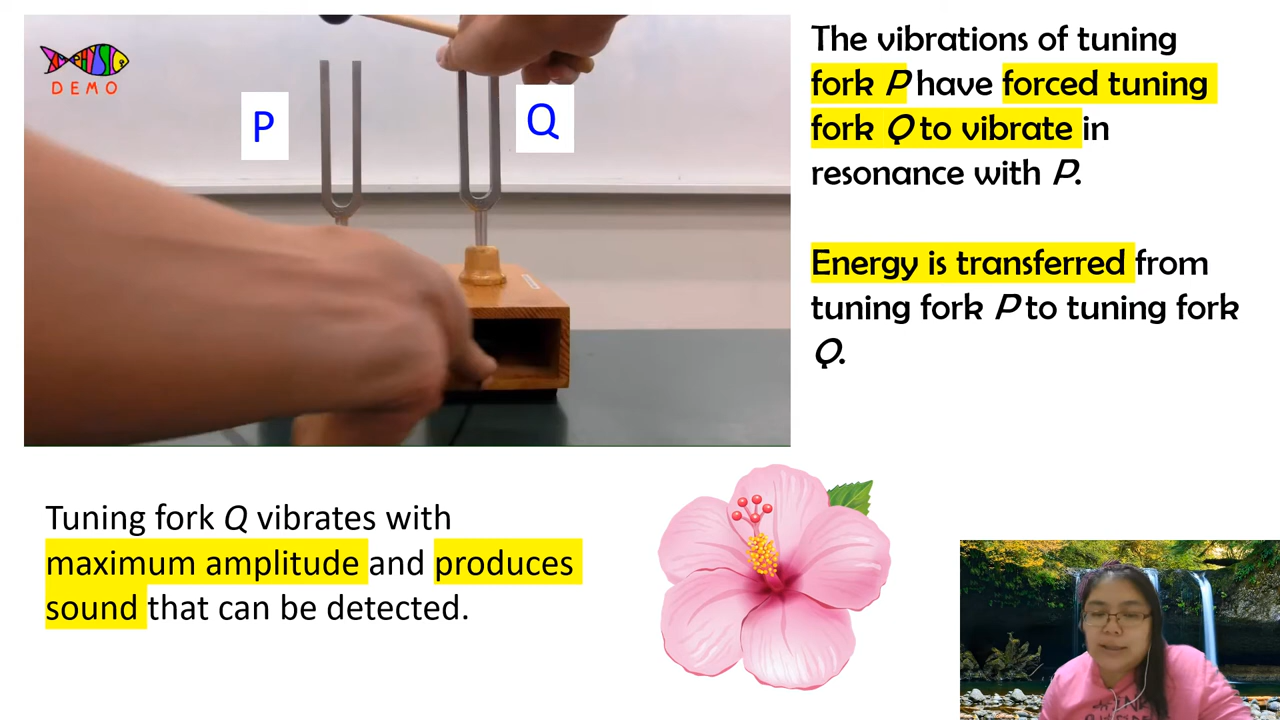 PHYSICS
DEMO
P
Q
The vibrations of tuning
fork P have forced tuning
fork Q to vibrate in
resonance with P.
Energy is transferred from
tuning fork P to tuning fork
Q.
Tuning fork Q vibrates with
maximum amplitude and produces
sound that can be detected.